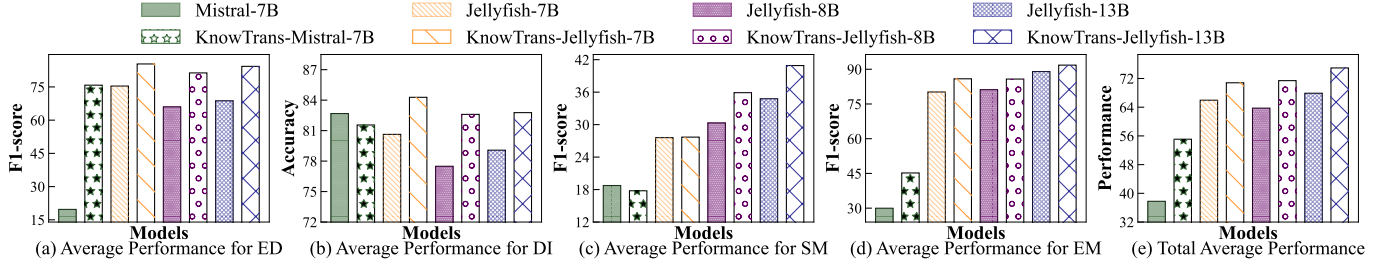 Mistral-7B Jellyfish-7B Jellyfish-8B Jellyfish-13B
KnowTrans-Mistral-7B KnowTrans-Jellyfish-7B KnowTrans-Jellyfish-8B KnowTrans-Jellyfish-13B
F1-score
75
60
45
30
15
Models
(a) Average Performance for ED
Accuracy
87
84
81
78
75
72
Models
(b) Average Performance for DI
F1-score
42
36
30
24
18
12
Models
(c) Average Performance for SM
F1-score
90
75
60
45
30
Models
(d) Average Performance for EM
Performance
72
64
56
48
40
32
Models
(e) Total Average Performance